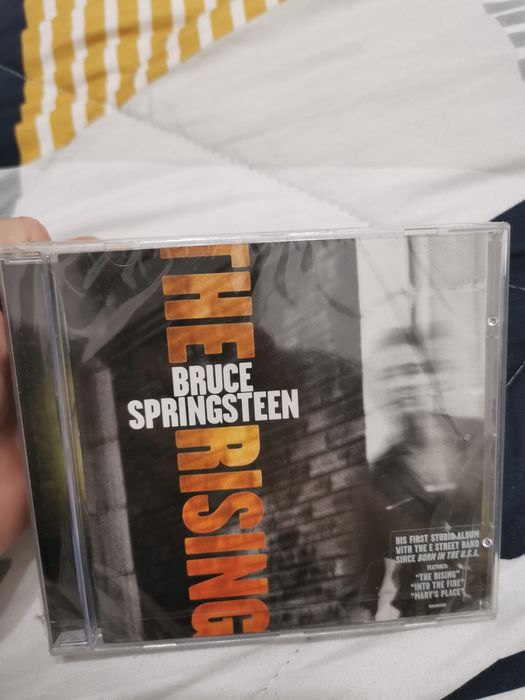 THE RISING
BRUCE
SPRINGSTEEN
HIS FIRST STUDIO ALBUM
WITH THE E STREET BAND
SINCE BORN IN THE U.S.A.
FEATURES:
"THE RISING"
"INTO THE FIRE"
"MARY'S PLACE"